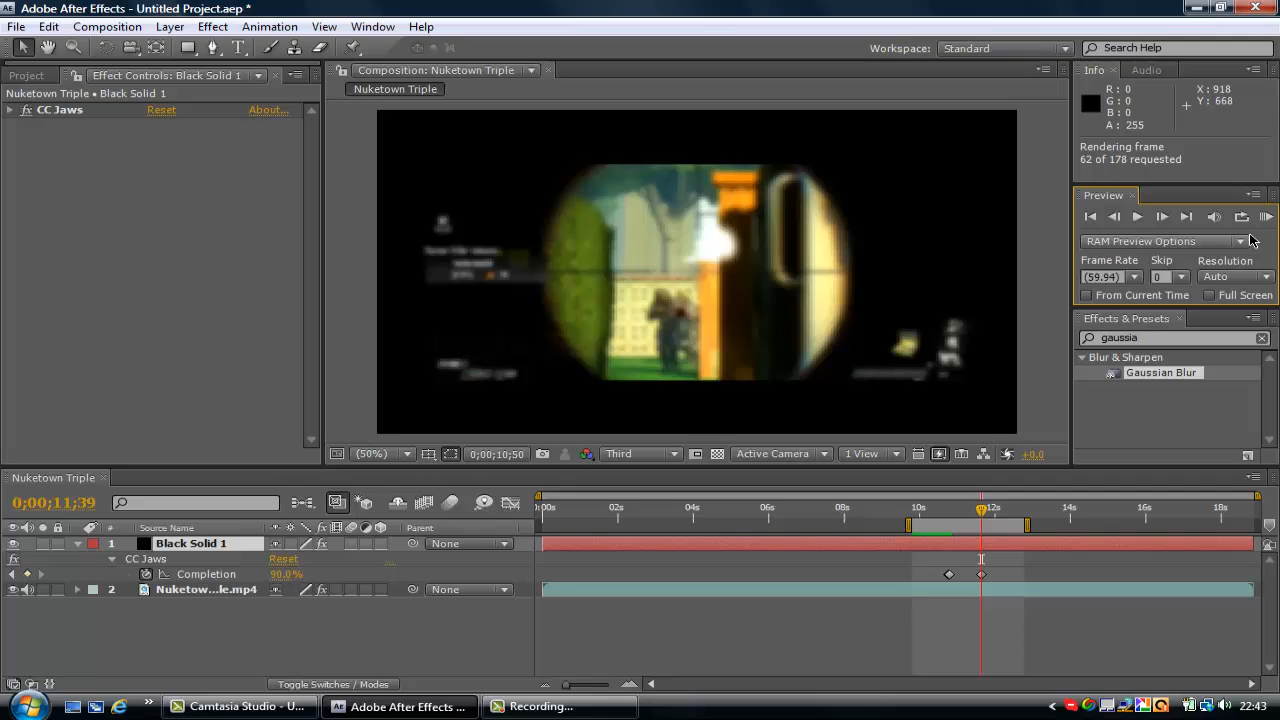 Adobe After Effects - Untitled Project.aep *
File Edit Composition Layer Effect Animation View Window Help
Workspace: Standard Search Help
Project Effect Controls: Black Solid 1
Nuketown Triple • Black Solid 1
fx CC Jaws Reset About...
Composition: Nuketown Triple
Nuketown Triple
Info Audio
R: 0
G: 0
B: 0
A: 255
X: 918
Y: 668
Rendering frame
62 of 178 requested
Preview
RAM Preview Options
Frame Rate Skip Resolution
(59.94) 0 Auto
From Current Time Full Screen
Effects & Presets
gaussia
Blur & Sharpen
Gaussian Blur
(50%) 0;00;10;50 Third Active Camera 1 View +0.0
Nuketown Triple
0;00;11;39
:00s 02s 04s 06s 08s 10s 12s 14s 16s 18s
# Source Name Parent
1 Black Solid 1 None
CC Jaws Reset ...
Completion 90.0%
2 Nuketow...le.mp4 None
Toggle Switches / Modes
Camtasia Studio - U... Adobe After Effects ... Recording... 22:43